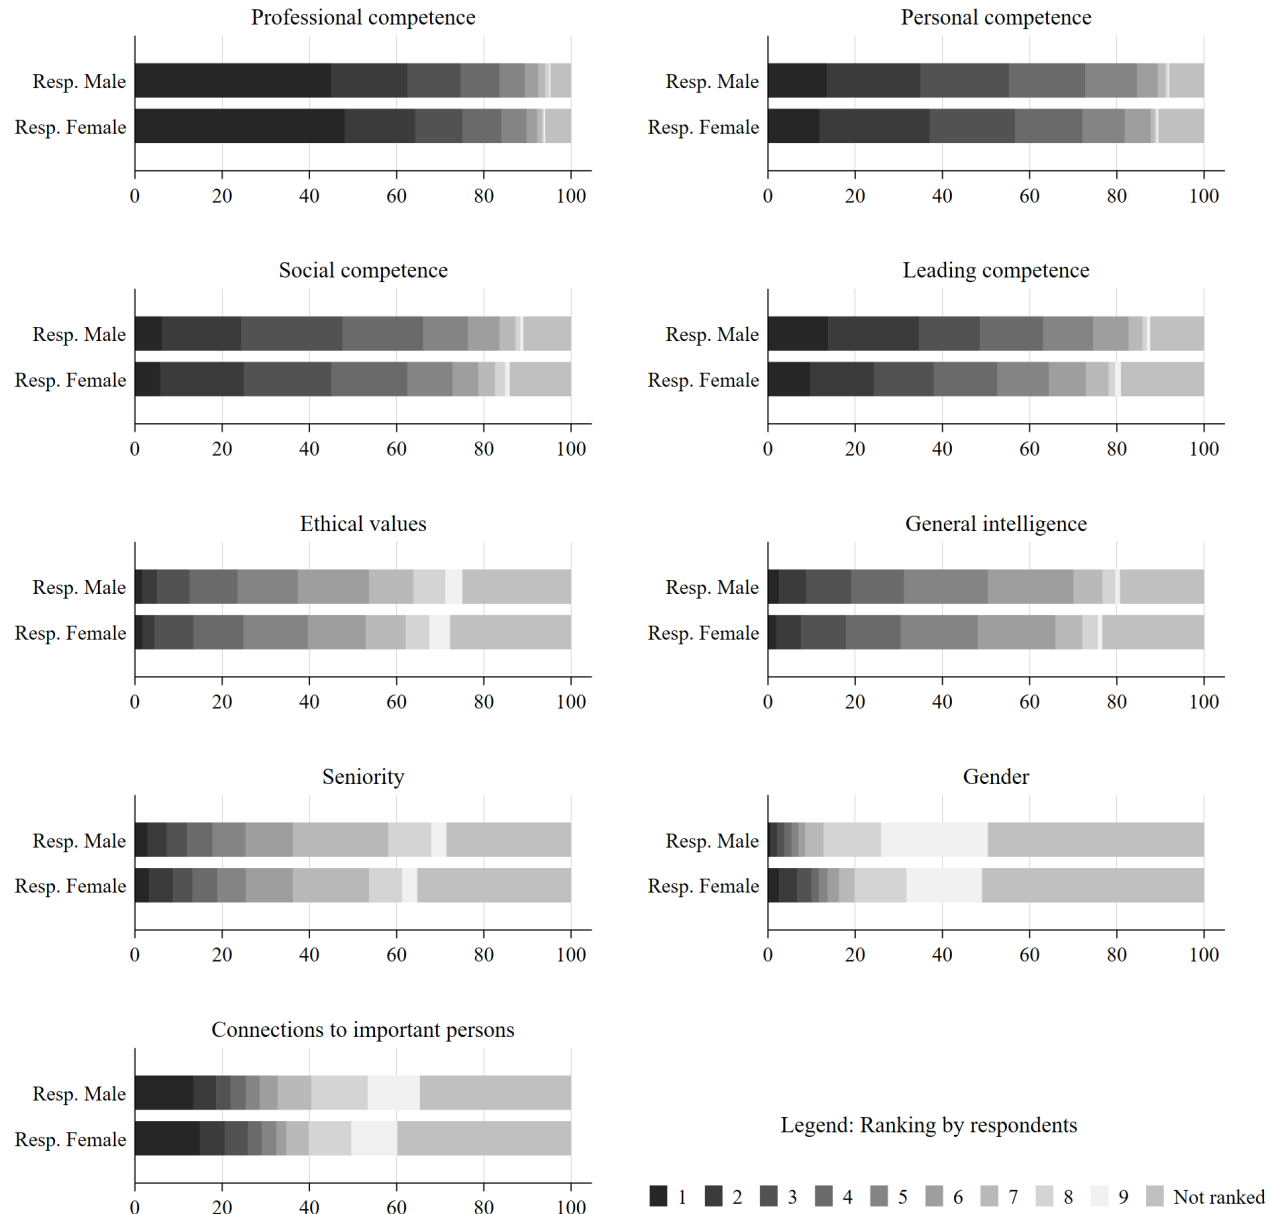 Professional competence
Resp. Male
Resp. Female
0 20 40 60 80 100
Personal competence
Resp. Male
Resp. Female
0 20 40 60 80 100
Social competence
Resp. Male
Resp. Female
0 20 40 60 80 100
Leading competence
Resp. Male
Resp. Female
0 20 40 60 80 100
Ethical values
Resp. Male
Resp. Female
0 20 40 60 80 100
General intelligence
Resp. Male
Resp. Female
0 20 40 60 80 100
Seniority
Resp. Male
Resp. Female
0 20 40 60 80 100
Gender
Resp. Male
Resp. Female
0 20 40 60 80 100
Connections to important persons
Resp. Male
Resp. Female
0 20 40 60 80 100
Legend: Ranking by respondents
1 2 3 4 5 6 7 8 9 Not ranked